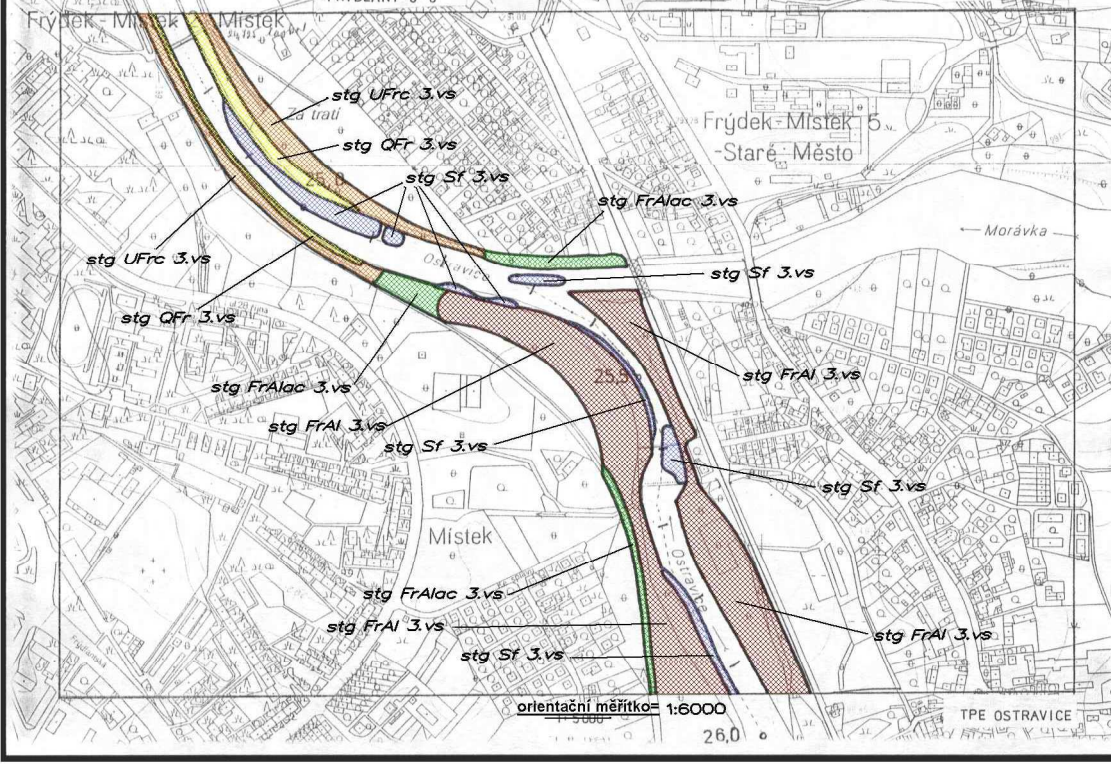 Frýdek - Místek
Místek
stg UFrc 3.vs
Za tratí
stg QFr 3.vs
Frýdek-Místek 5
-Staré Město
stg Sf 3.vs
stg FrAlac 3.vs
Morávka
stg UFrc 3.vs
Ostravice
stg Sf 3.vs
stg QFr 3.vs
stg FrAl 3.vs
25,5
stg FrAlac 3.vs
stg FrAl 3.vs
stg Sf 3.vs
stg Sf 3.vs
Místek
Ostravice
stg FrAlac 3.vs
stg FrAl 3.vs
stg FrAl 3.vs
stg Sf 3.vs
orientační měřítko= 1:6000
1: 5 000
TPE OSTRAVICE
26,0